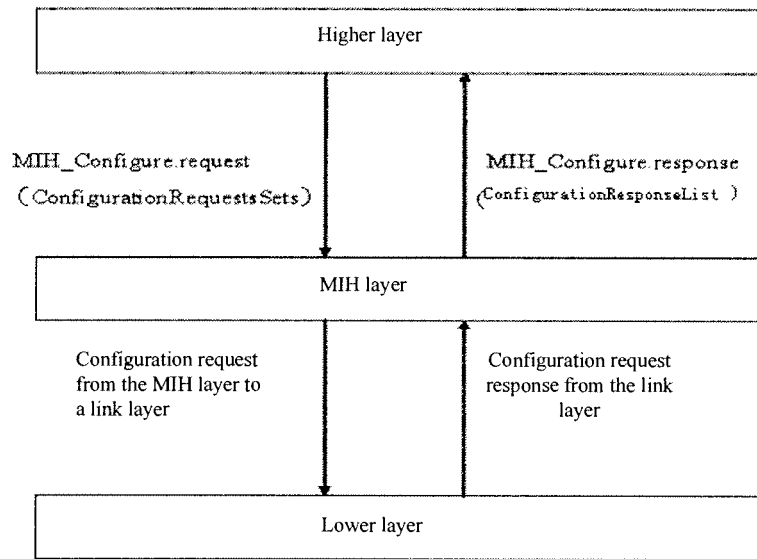 Higher layer
MIH_Configure.request
(ConfigurationRequestsSets)
MIH_Configure.response
(ConfigurationResponseList )
MIH layer
Configuration request
from the MIH layer to
a link layer
Configuration request
response from the link
layer
Lower layer